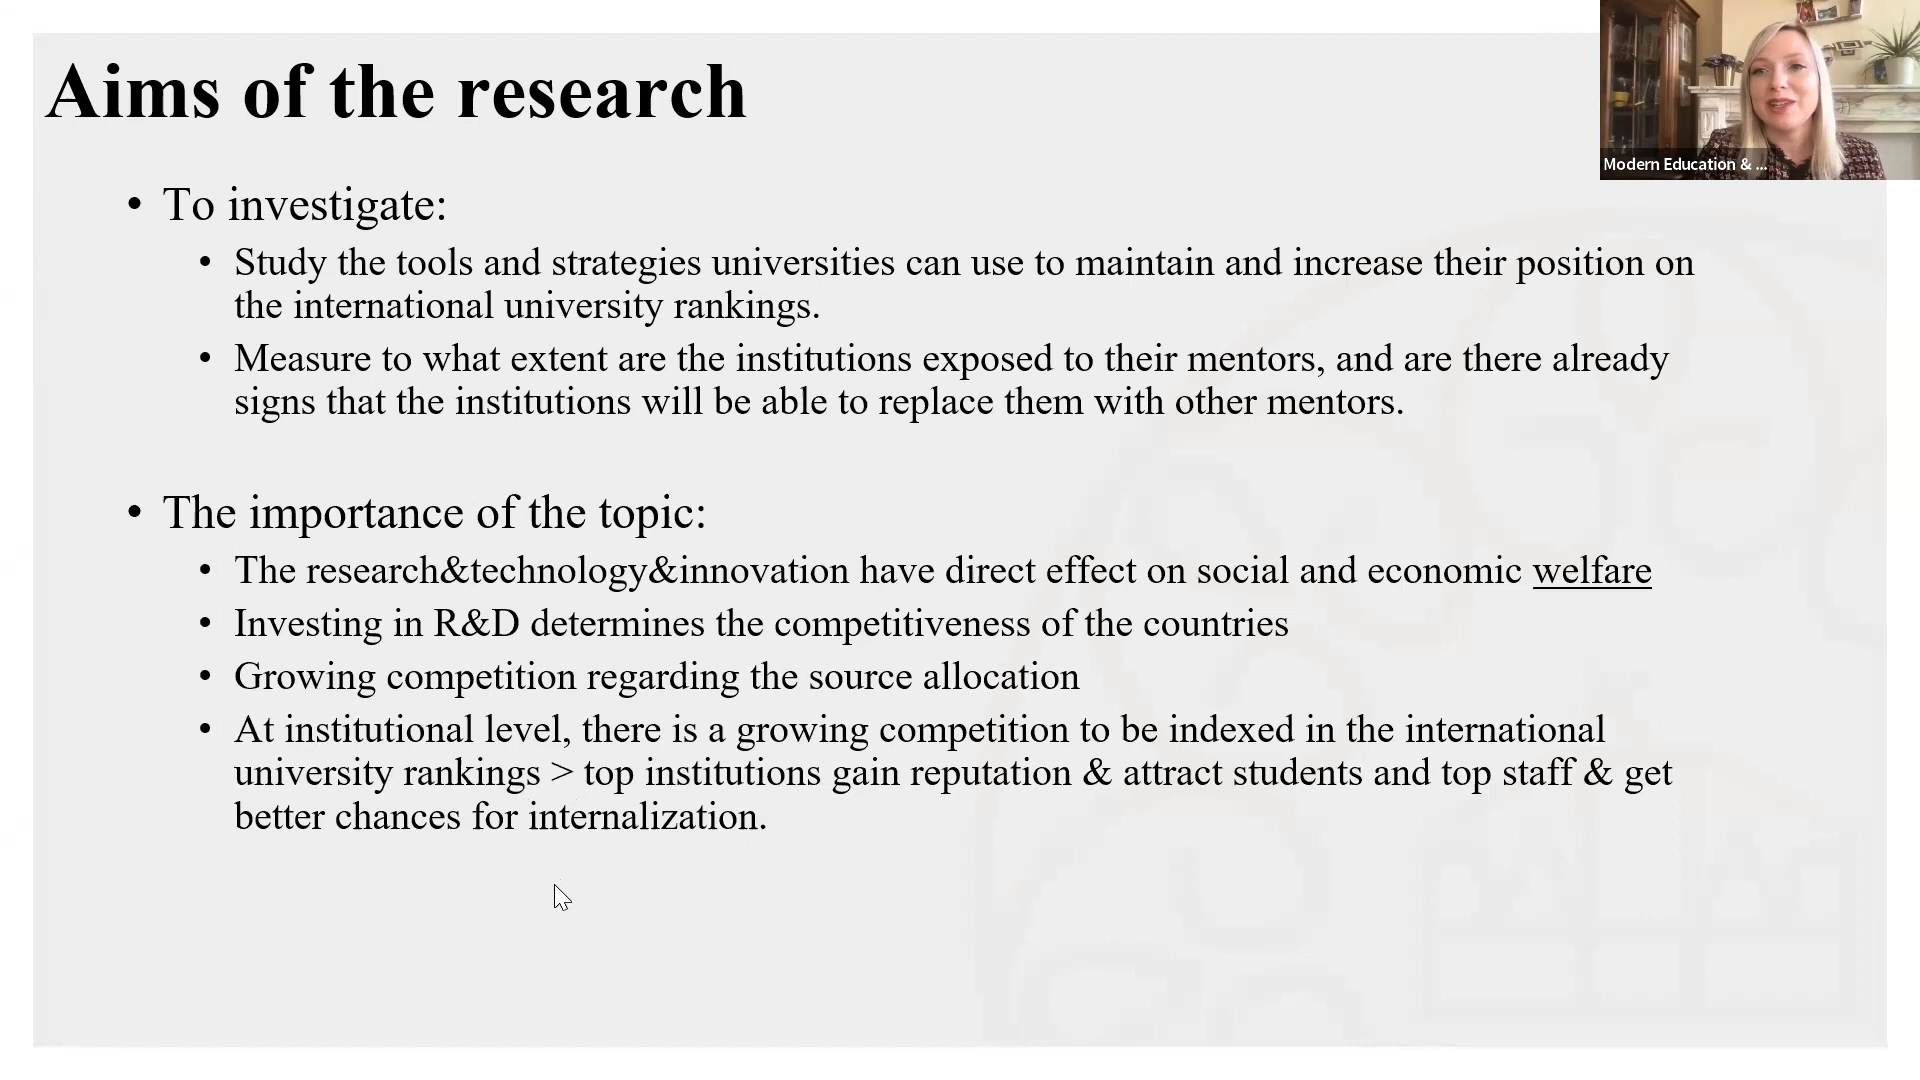 Aims of the research
Modern Education & ...
• To investigate:
• Study the tools and strategies universities can use to maintain and increase their position on
the international university rankings.
• Measure to what extent are the institutions exposed to their mentors, and are there already
signs that the institutions will be able to replace them with other mentors.
• The importance of the topic:
• The research&technology&innovation have direct effect on social and economic welfare
• Investing in R&D determines the competitiveness of the countries
• Growing competition regarding the source allocation
• At institutional level, there is a growing competition to be indexed in the international
university rankings > top institutions gain reputation & attract students and top staff & get
better chances for internalization.